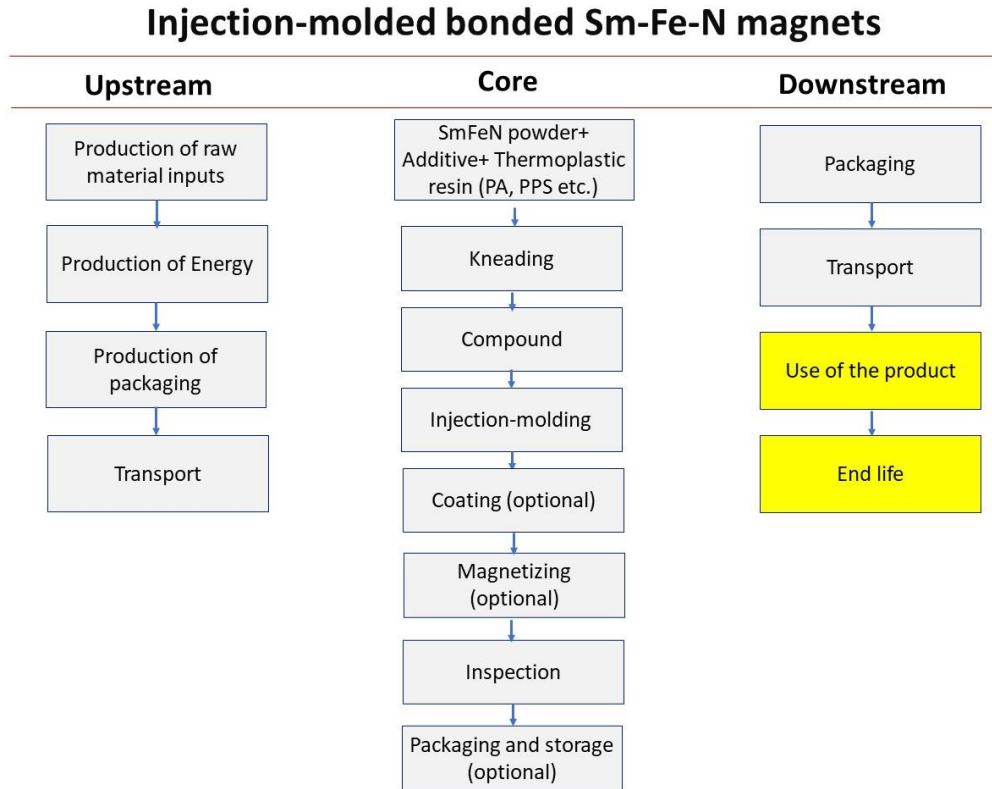 Injection-molded bonded Sm-Fe-N magnets
Upstream
Core
Downstream
Production of raw
material inputs
Production of Energy
Production of
packaging
Transport
SmFeN powder+
Additive+ Thermoplastic
resin (PA, PPS etc.)
Kneading
Compound
Injection-molding
Coating (optional)
Magnetizing
(optional)
Inspection
Packaging and storage
(optional)
Packaging
Transport
Use of the product
End life